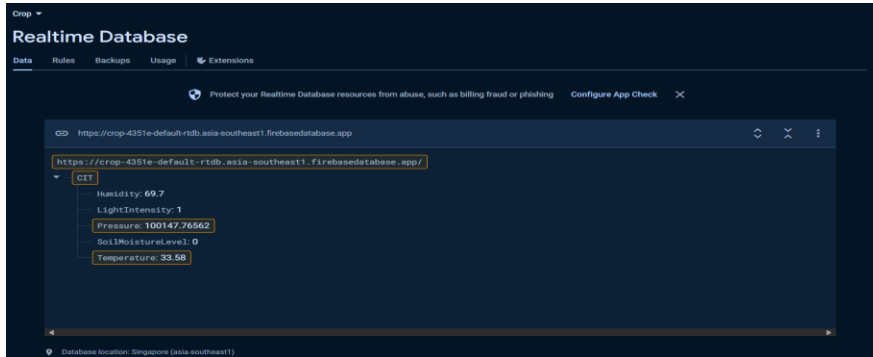 Crop
Realtime Database
Data Rules Backups Usage Extensions
Protect your Realtime Database resources from abuse, such as billing fraud or phishing Configure App Check
https://crop-4351e-default-rtdb.asia-southeast1.firebasedatabase.app
https://crop-4351e-default-rtdb.asia-southeast1.firebasedatabase.app/
CIT
Humidity: 69.7
LightIntensity: 1
Pressure: 100147.76562
SoilMoistureLevel: 0
Temperature: 33.58
Database location: Singapore (asia-southeast1)